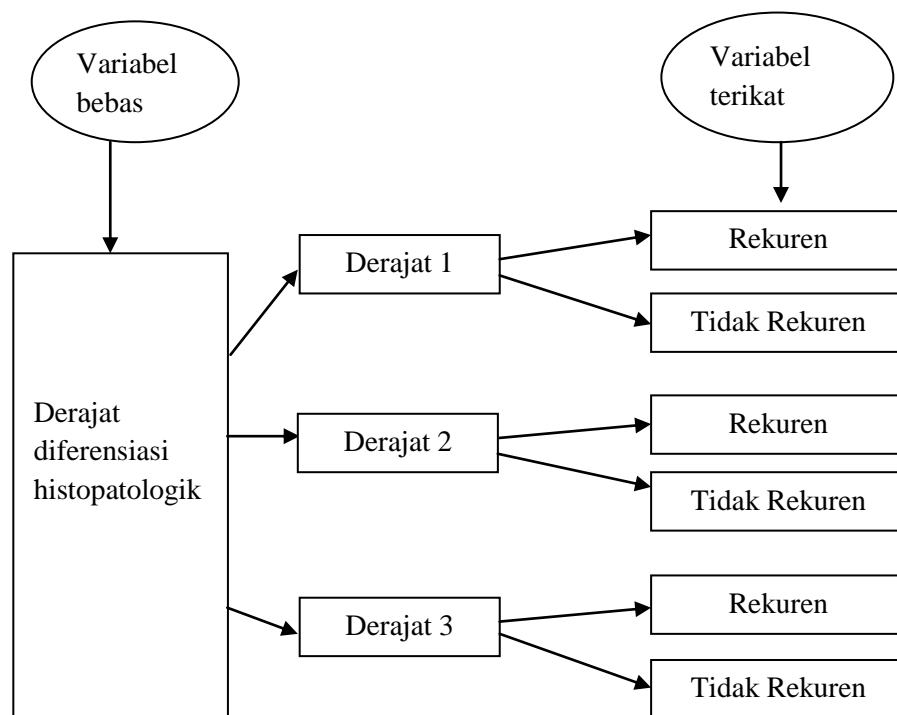 Variabel
bebas
Variabel
terikat
Derajat
diferensiasi
histopatologik
Derajat 1
Rekuren
Tidak Rekuren
Derajat 2
Rekuren
Tidak Rekuren
Derajat 3
Rekuren
Tidak Rekuren